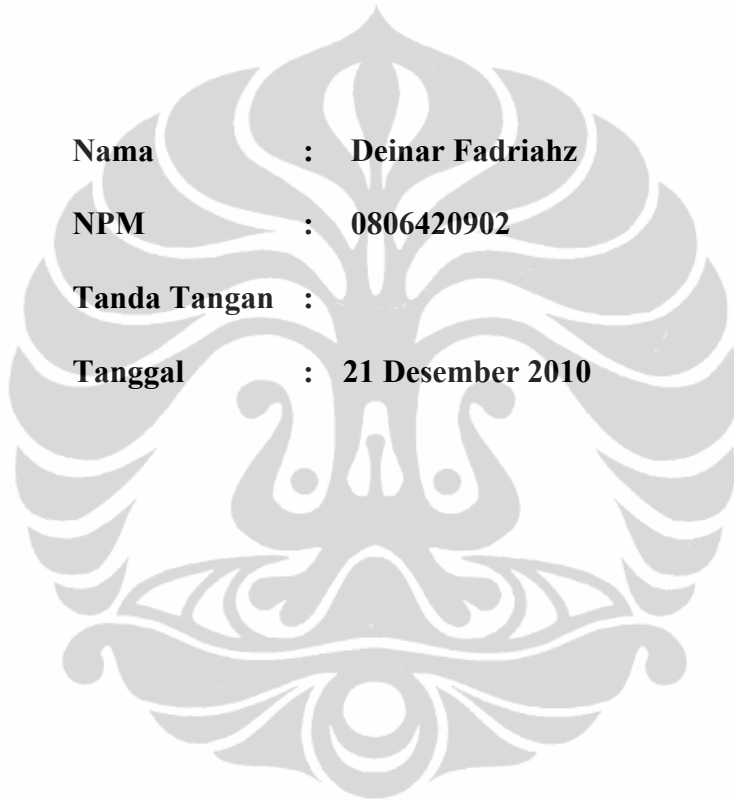 Nama : Deinar Fadriahz
NPM : 0806420902
Tanda Tangan :
Tanggal : 21 Desember 2010